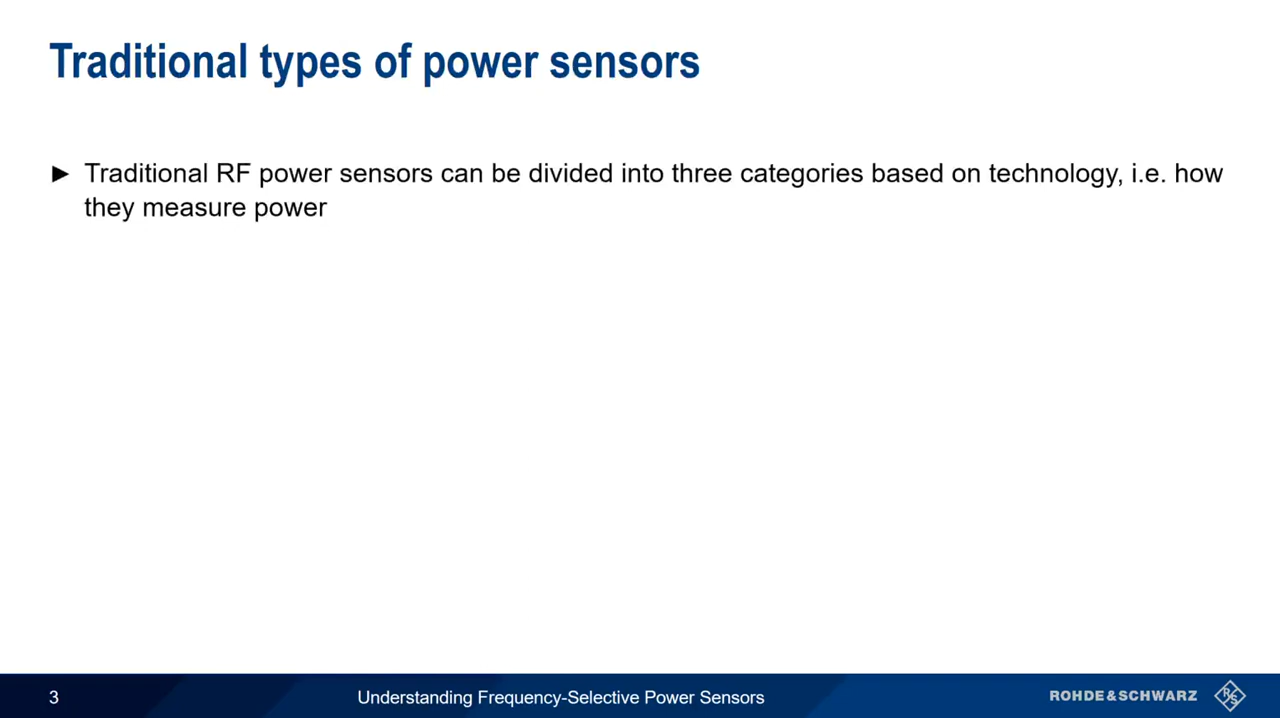 Traditional types of power sensors
► Traditional RF power sensors can be divided into three categories based on technology, i.e. how
they measure power
3
Understanding Frequency-Selective Power Sensors
ROHDE&SCHWARZ
R S